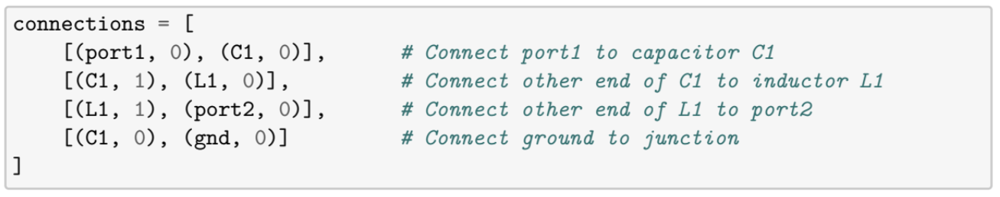 connections = [
    [(port1, 0), (C1, 0)],       # Connect port1 to capacitor C1
    [(C1, 1), (L1, 0)],          # Connect other end of C1 to inductor L1
    [(L1, 1), (port2, 0)],       # Connect other end of L1 to port2
    [(C1, 0), (gnd, 0)]          # Connect ground to junction
]